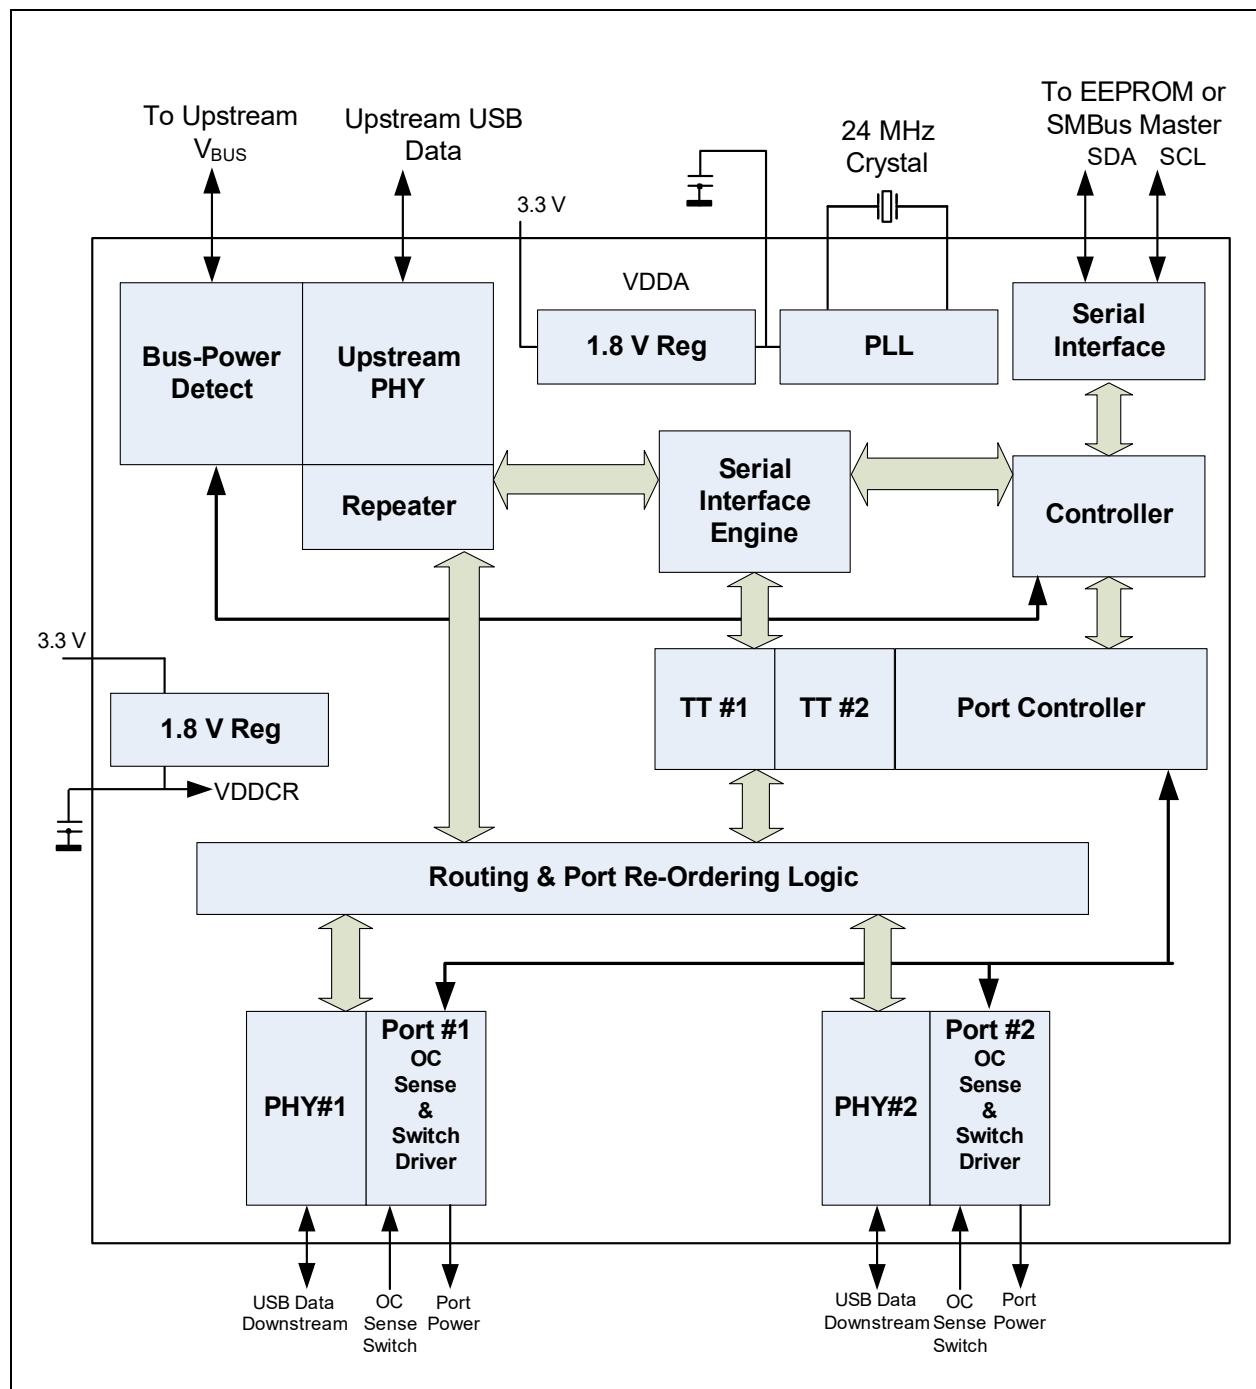 To Upstream
VBUS
Upstream USB
Data
24 MHz
Crystal
To EEPROM or
SMBus Master
SDA SCL
3.3 V
VDDA
Bus-Power
Detect
Upstream
PHY
1.8 V Reg
PLL
Serial
Interface
Repeater
Serial
Interface
Engine
Controller
3.3 V
1.8 V Reg
VDDCR
TT #1
TT #2
Port Controller
Routing & Port Re-Ordering Logic
PHY#1
Port #1
OC
Sense
&
Switch
Driver
PHY#2
Port #2
OC
Sense
&
Switch
Driver
USB Data
Downstream
OC
Sense
Switch
Port
Power
USB Data
Downstream
OC
Sense
Switch
Port
Power